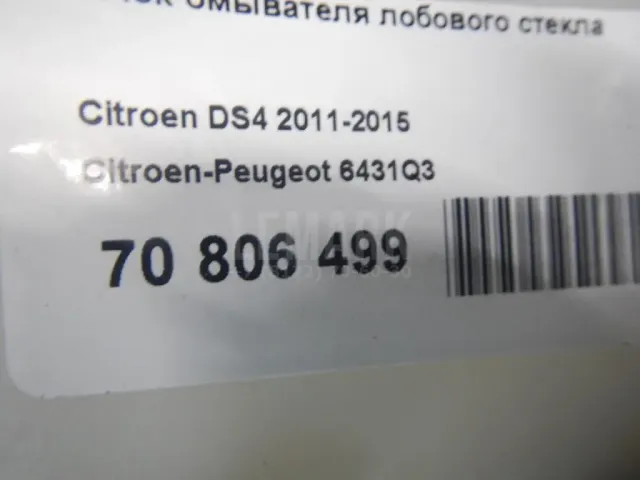 омывателя лобового стекла
Citroen DS4 2011-2015
Citroen-Peugeot 6431Q3
70 806 499